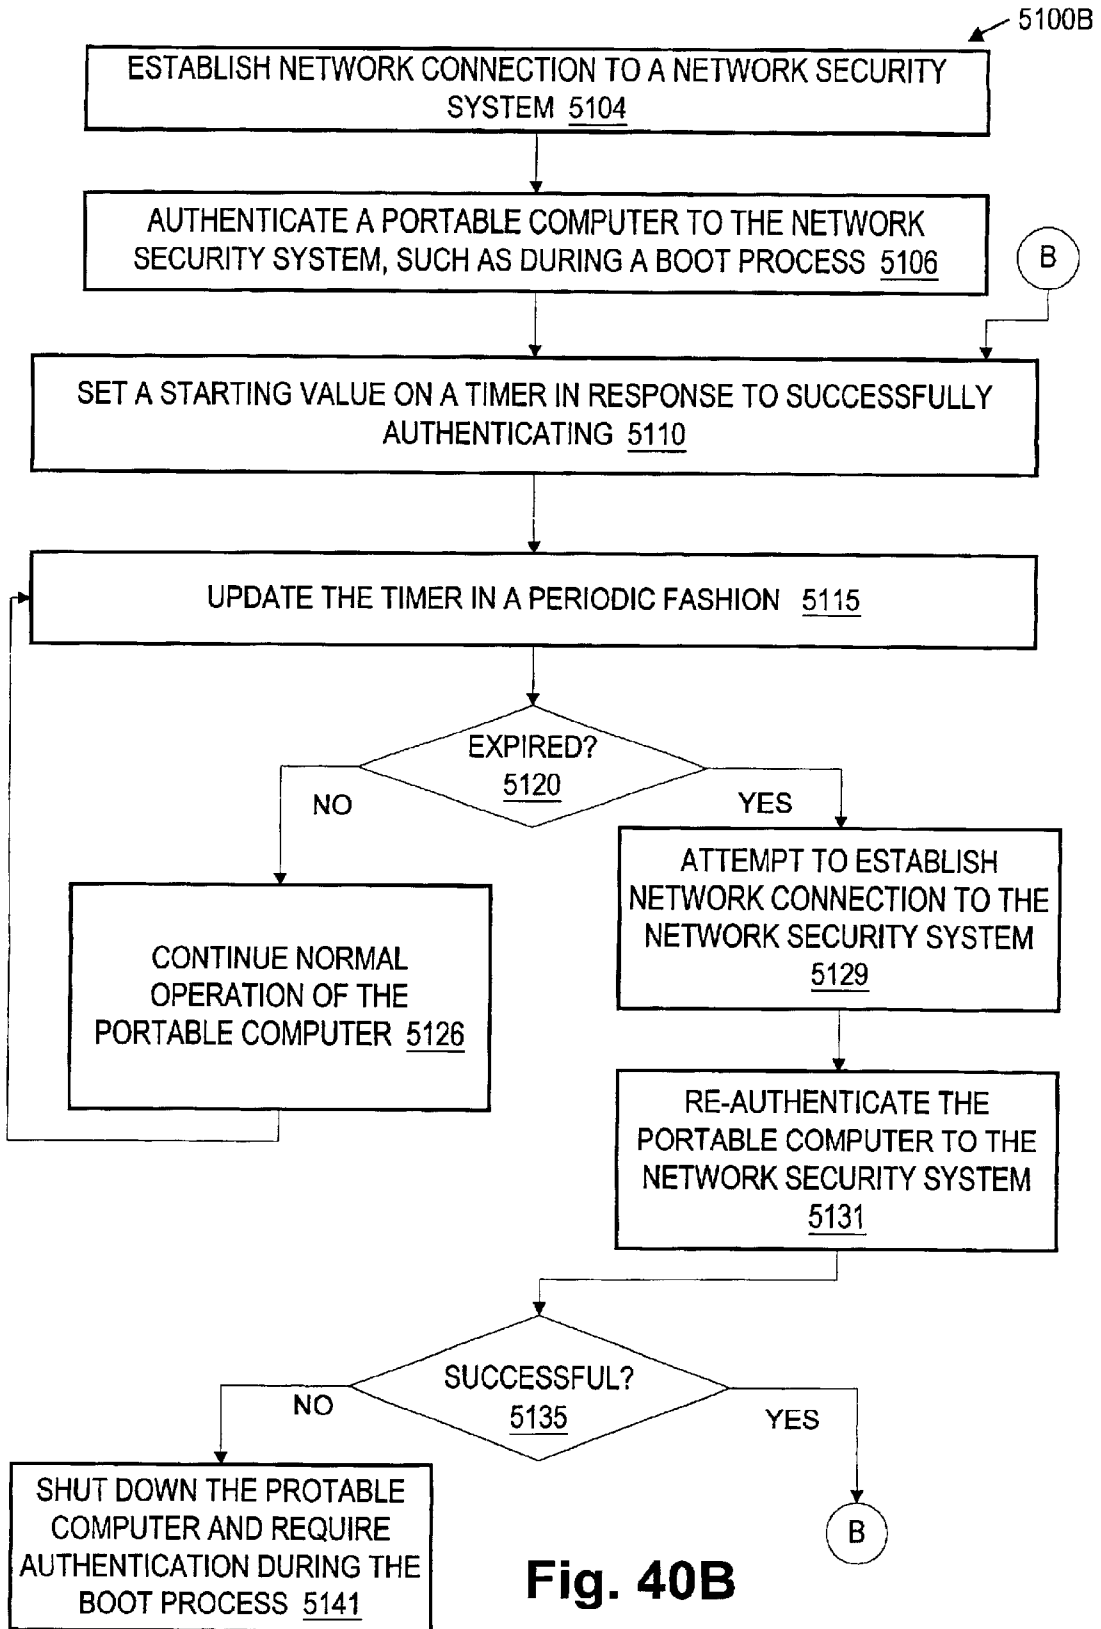 5100B
ESTABLISH NETWORK CONNECTION TO A NETWORK SECURITY
SYSTEM 5104
AUTHENTICATE A PORTABLE COMPUTER TO THE NETWORK
SECURITY SYSTEM, SUCH AS DURING A BOOT PROCESS 5106
B
SET A STARTING VALUE ON A TIMER IN RESPONSE TO SUCCESSFULLY
AUTHENTICATING 5110
UPDATE THE TIMER IN A PERIODIC FASHION 5115
EXPIRED?
5120
NO
YES
CONTINUE NORMAL
OPERATION OF THE
PORTABLE COMPUTER 5126
ATTEMPT TO ESTABLISH
NETWORK CONNECTION TO THE
NETWORK SECURITY SYSTEM
5129
RE-AUTHENTICATE THE
PORTABLE COMPUTER TO THE
NETWORK SECURITY SYSTEM
5131
SUCCESSFUL?
5135
NO
YES
SHUT DOWN THE PROTABLE
COMPUTER AND REQUIRE
AUTHENTICATION DURING THE
BOOT PROCESS 5141
B
Fig. 40B